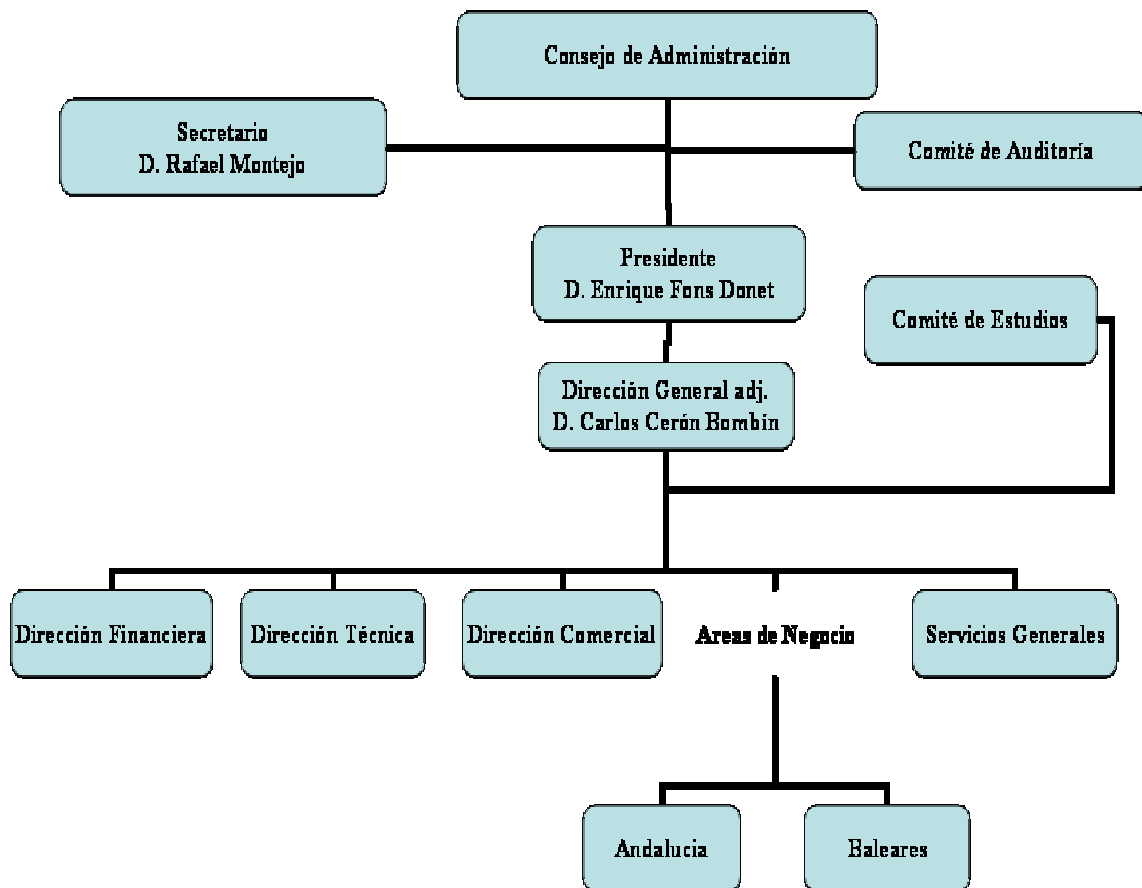 Consejo de Administración
Secretario
D. Rafael Montejo
Comité de Auditoría
Presidente
D. Enrique Fons Donet
Comité de Estudios
Dirección General adj.
D. Carlos Cerón Bombín
Dirección Financiera
Dirección Técnica
Dirección Comercial
Areas de Negocio
Servicios Generales
Andalucia
Baleares